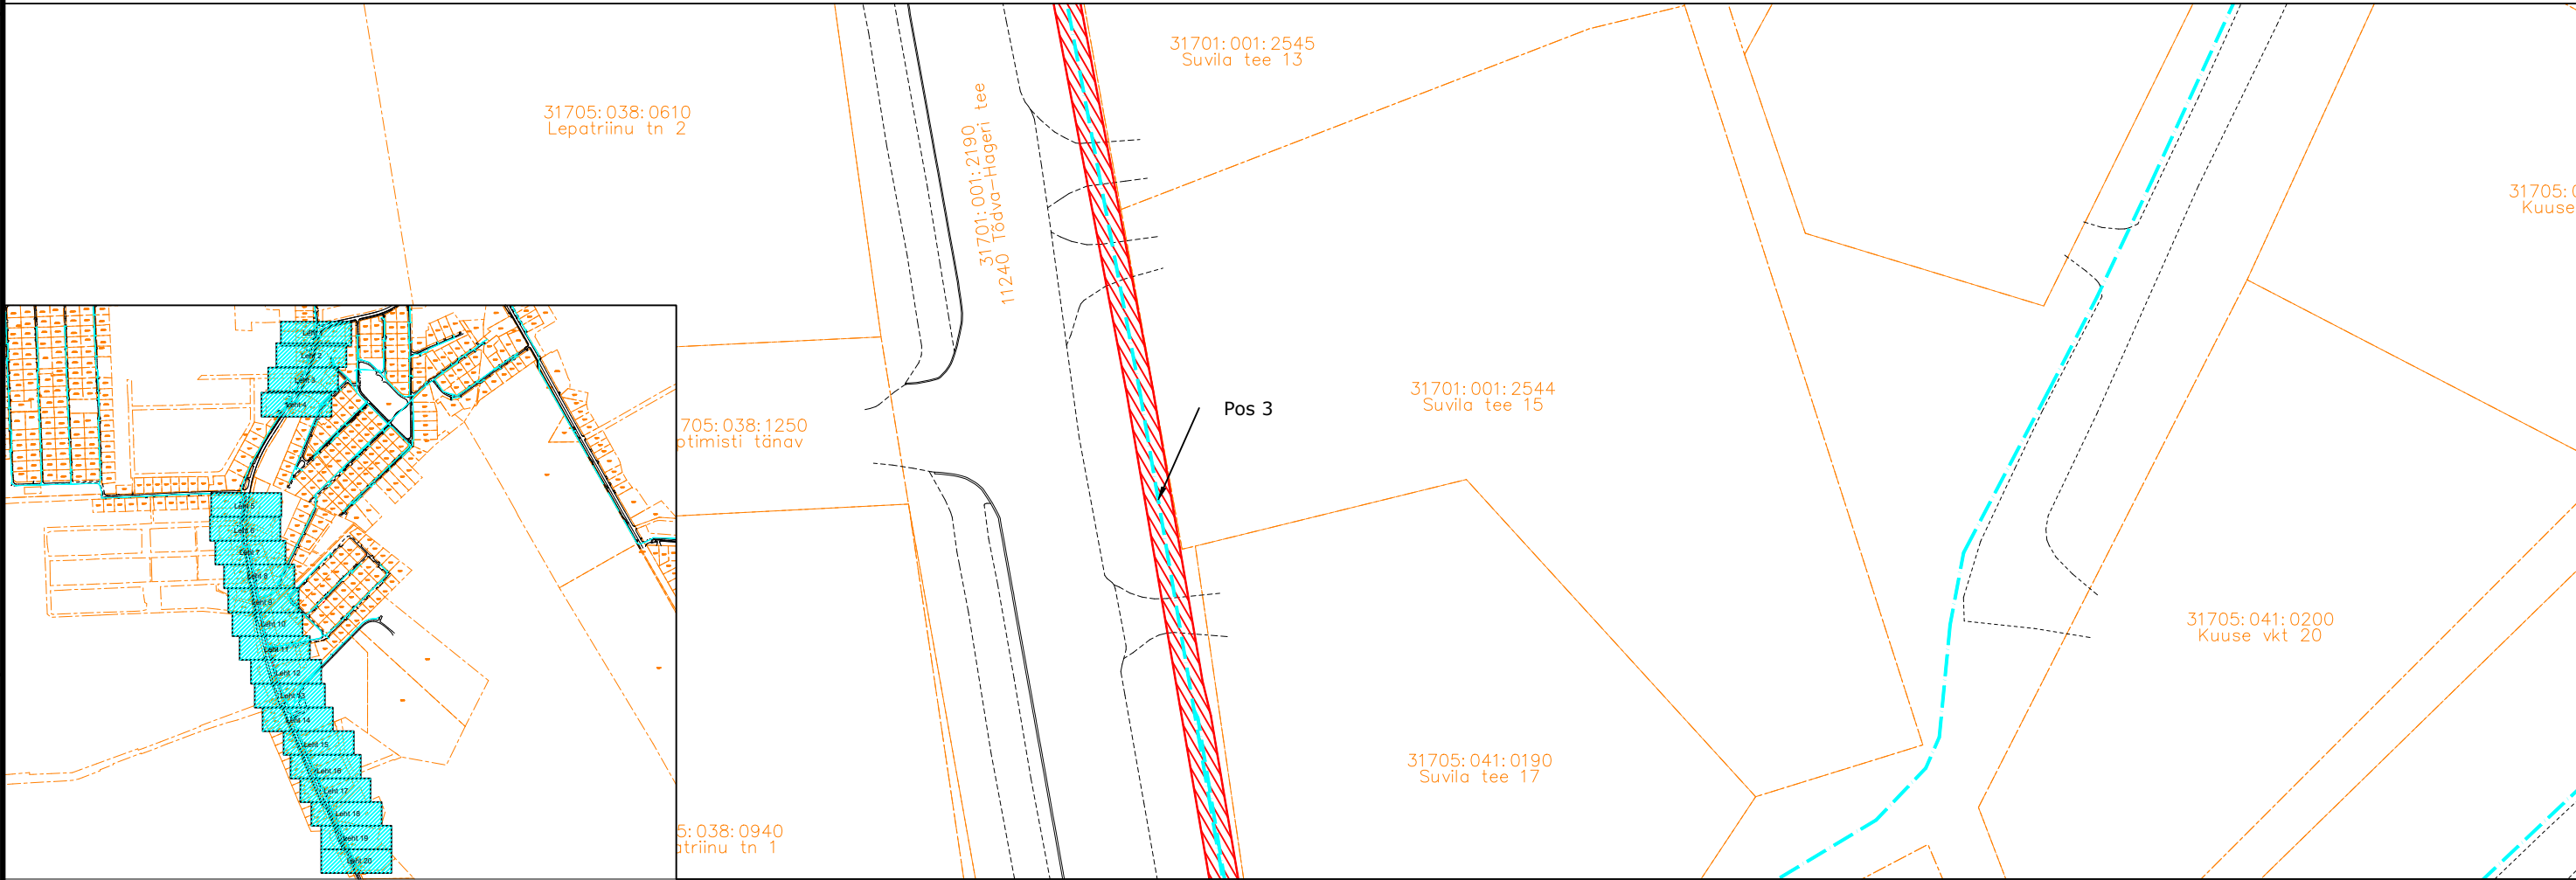 31701:001:2545
Suvila tee 13
31705:038:0610
Lepatriinu tn 2
31701:001:2190
11240 Tõdva-Hageri tee
31705:0
Kuuse
31701:001:2544
Suvila tee 15
Pos 3
705:038:1250
ptimisti tänav
31705:041:0200
Kuuse vkt 20
31705:041:0190
Suvila tee 17
5:038:0940
atriinu tn 1
Leht 1
Leht 2
Leht 3
Leht 4
Leht 5
Leht 6
Leht 7
Leht 8
Leht 9
Leht 10
Leht 11
Leht 12
Leht 13
Leht 14
Leht 15
Leht 16
Leht 17
Leht 18
Leht 19
Leht 20